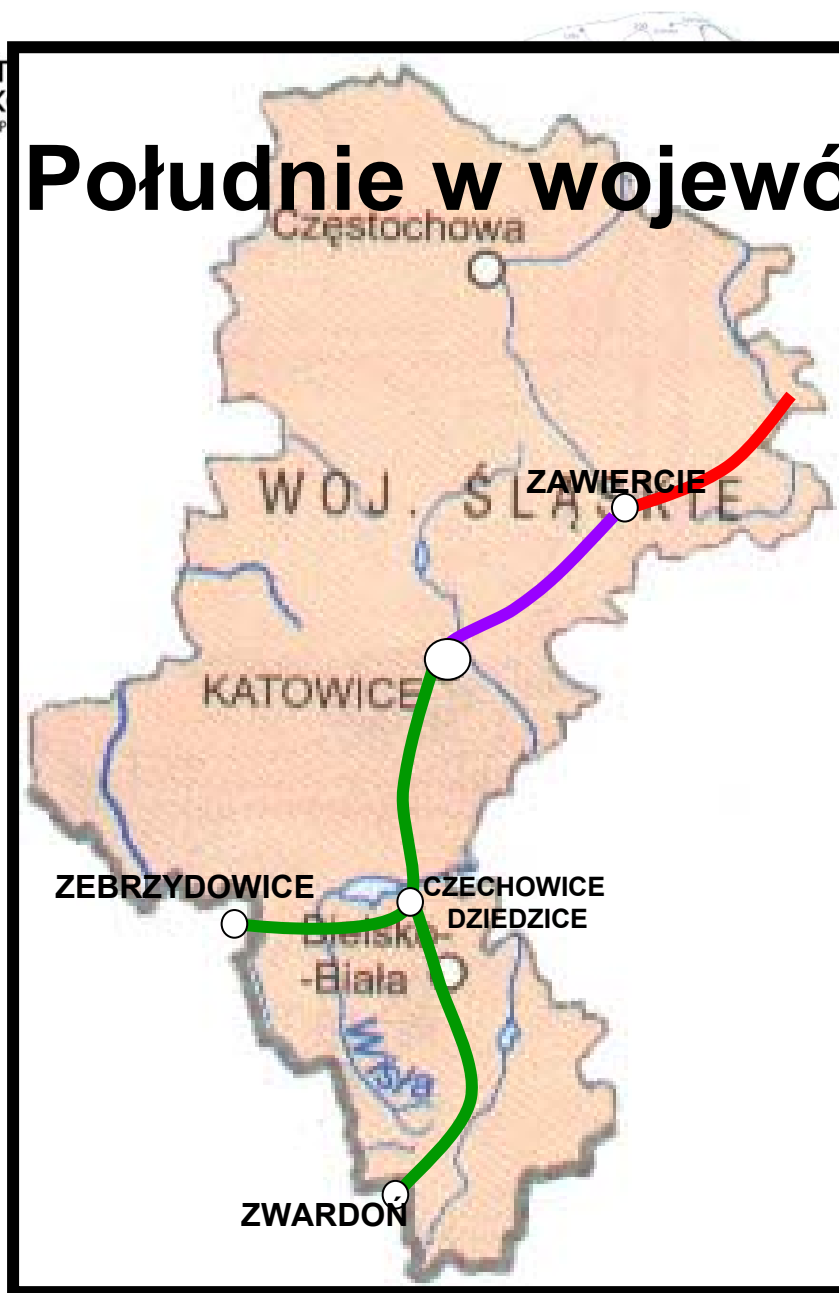 T
K
P
Południe w wojewó
Częstochowa
ZAWIERCIE
WOJ. ŚLĄSKIE
KATOWICE
ZEBRZYDOWICE
CZECHOWICE
DZIEDZICE
Bielsko-
-Biała
Wisła
ZWARDOŃ